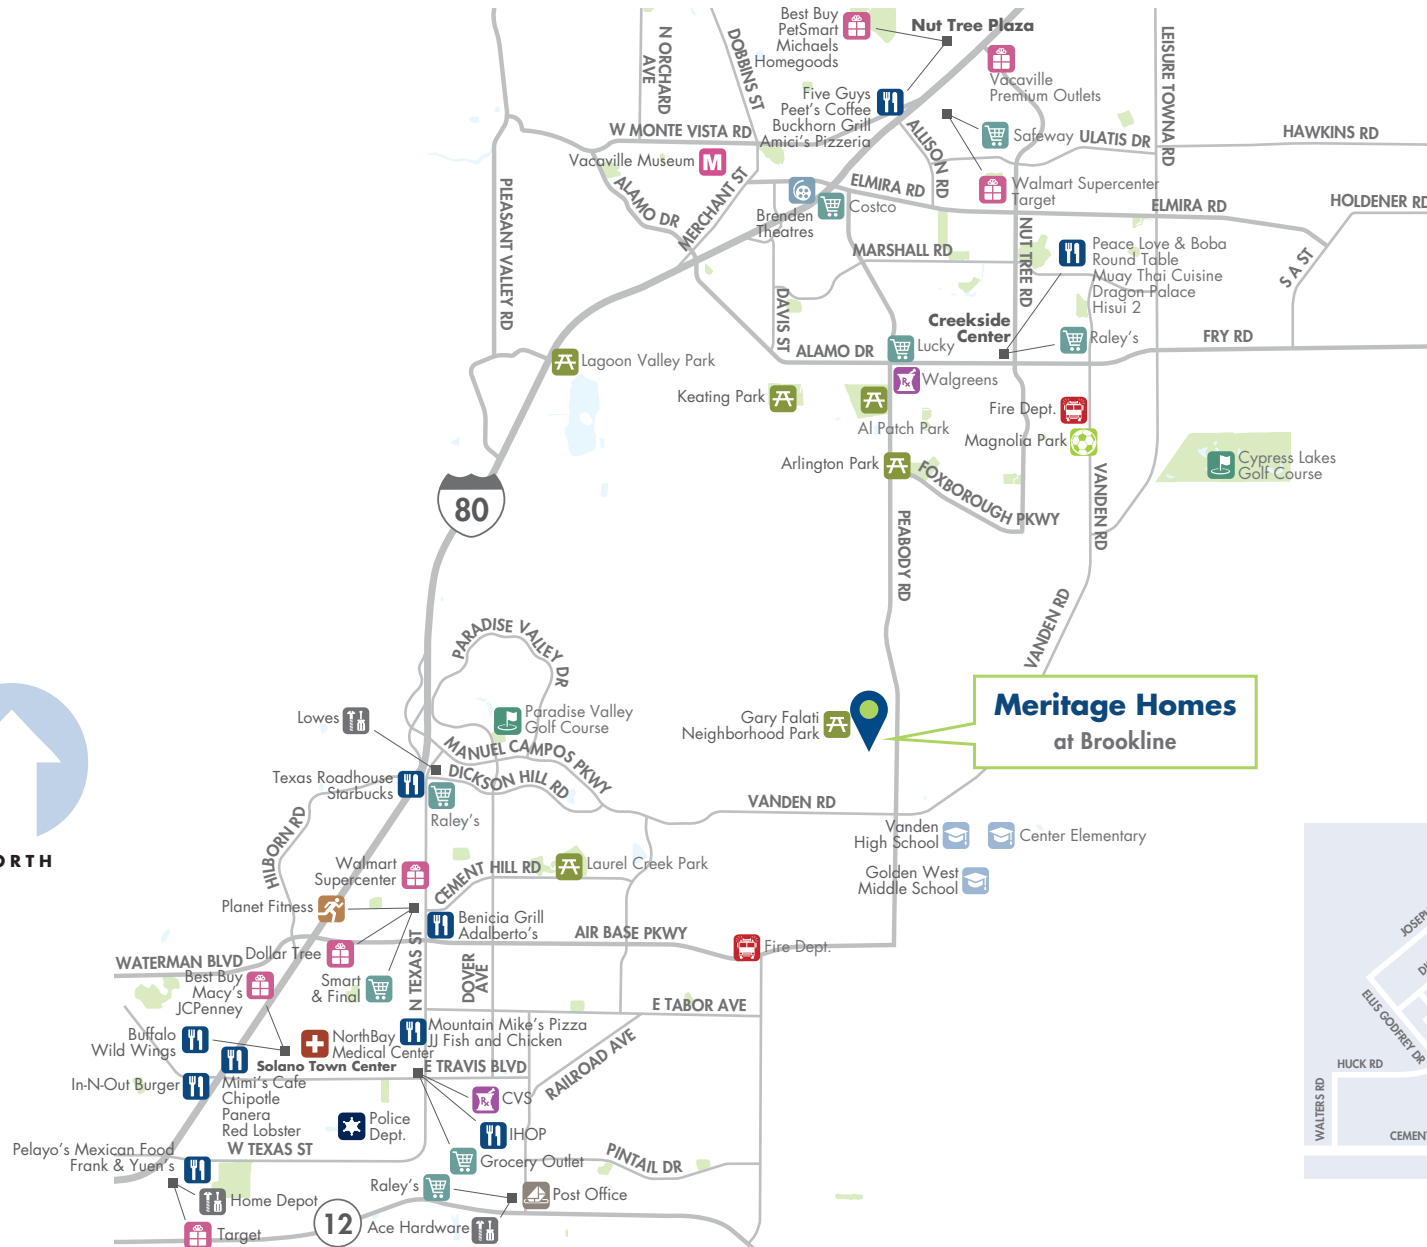 Best Buy
PetSmart
Michaels
Homegoods
Nut Tree Plaza
Vacaville
Premium Outlets
Five Guys
Peet's Coffee
Buckhorn Grill
Amici's Pizzeria
N ORCHARD
AVE
DOBBINS ST
LEISURE TOWNA RD
W MONTE VISTA RD
ALLISON RD
Safeway
ULATIS DR
HAWKINS RD
Vacaville Museum
M
ALAMO DR
MERCHANT ST
PLEASANT VALLEY RD
Brenden
Theatres
Costco
ELMIRA RD
Walmart Supercenter
Target
ELMIRA RD
HOLDENER RD
MARSHALL RD
NUT TREE RD
Peace Love & Boba
Round Table
Muay Thai Cuisine
Dragon Palace
Hisui 2
S A ST
DAVIS ST
Creekside
Center
Raley's
FRY RD
ALAMO DR
Lucky
Lagoon Valley Park
Walgreens
Keating Park
Al Patch Park
Fire Dept.
Magnolia Park
Arlington Park
FOXBOROUGH PKWY
Cypress Lakes
Golf Course
VANDEN RD
80
PEABODY RD
VANDEN RD
PARADISE VALLEY DR
Meritage Homes
at Brookline
Lowes
Paradise Valley
Golf Course
Gary Falati
Neighborhood Park
MANUEL CAMPOS PKWY
DICKSON HILL RD
Texas Roadhouse
Starbucks
Raley's
VANDEN RD
HILBORN RD
Vanden
High School
Center Elementary
Golden West
Middle School
ORTH
Walmart
Supercenter
CEMENT HILL RD
Laurel Creek Park
Planet Fitness
Benicia Grill
Adalberto's
AIR BASE PKWY
Fire Dept.
WATERMAN BLVD
Dollar Tree
N TEXAS ST
DOVER
AVE
Best Buy
Macy's
JCPenney
Smart
& Final
E TABOR AVE
Buffalo
Wild Wings
NorthBay
Medical Center
Mountain Mike's Pizza
JJ Fish and Chicken
RAILROAD AVE
Solano Town Center
E TRAVIS BLVD
In-N-Out Burger
Mimi's Cafe
Chipotle
Panera
Red Lobster
CVS
Police
Dept.
IHOP
Pelayo's Mexican Food
Frank & Yuen's
W TEXAS ST
Grocery Outlet
PINTAIL DR
Raley's
Post Office
Home Depot
12
Ace Hardware
Target
JOSEPH
ELLIS GODFREY DR
HUCK RD
WALTERS RD
CEMENT